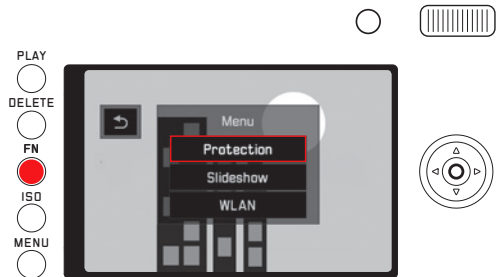 PLAY
DELETE
FN
ISO
MENU
Menu
Protection
Slideshow
WLAN